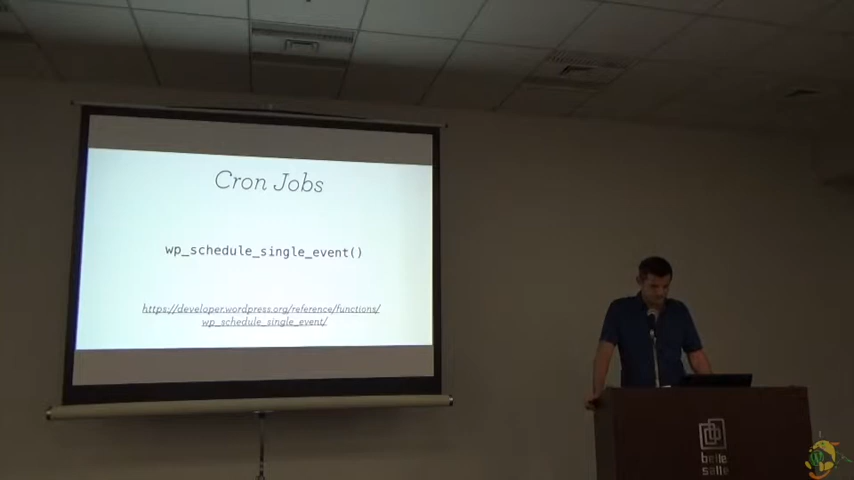 Cron Jobs
wp_schedule_single_event()
https://developer.wordpress.org/reference/functions/
wp_schedule_single_event/
belle
salle